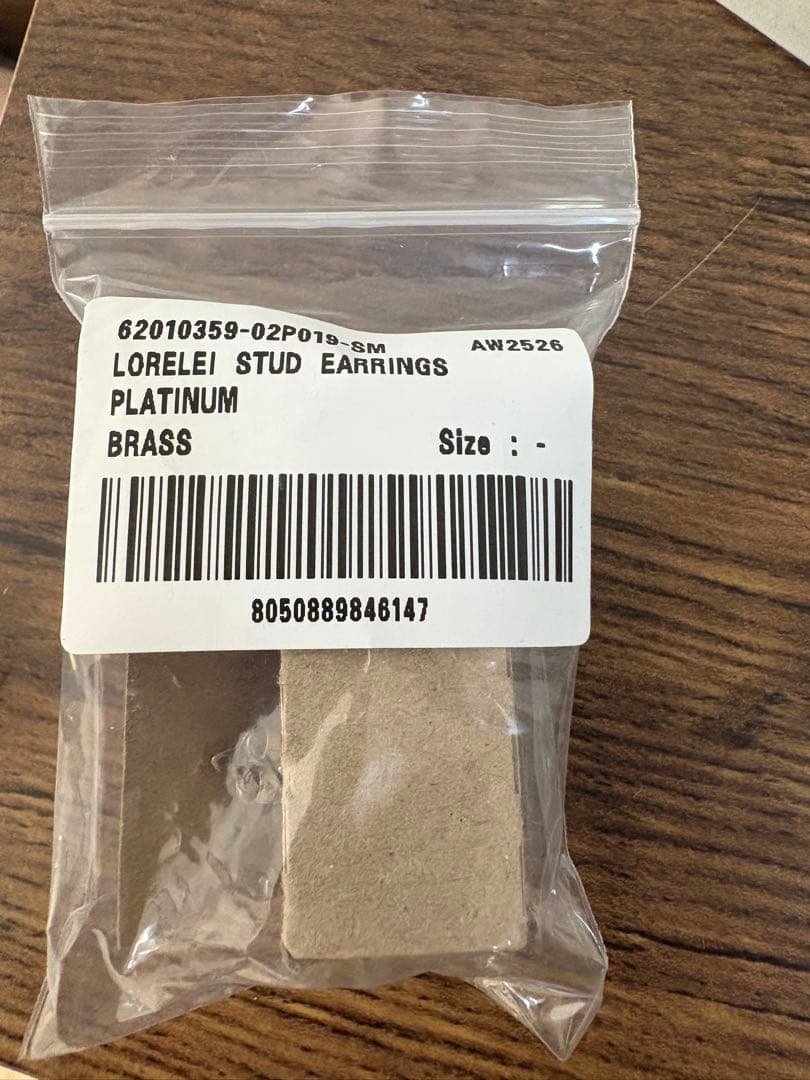 62010359-02P019-SM AW2526
LORELEI STUD EARRINGS
PLATINUM
BRASS Size : -
8050889846147